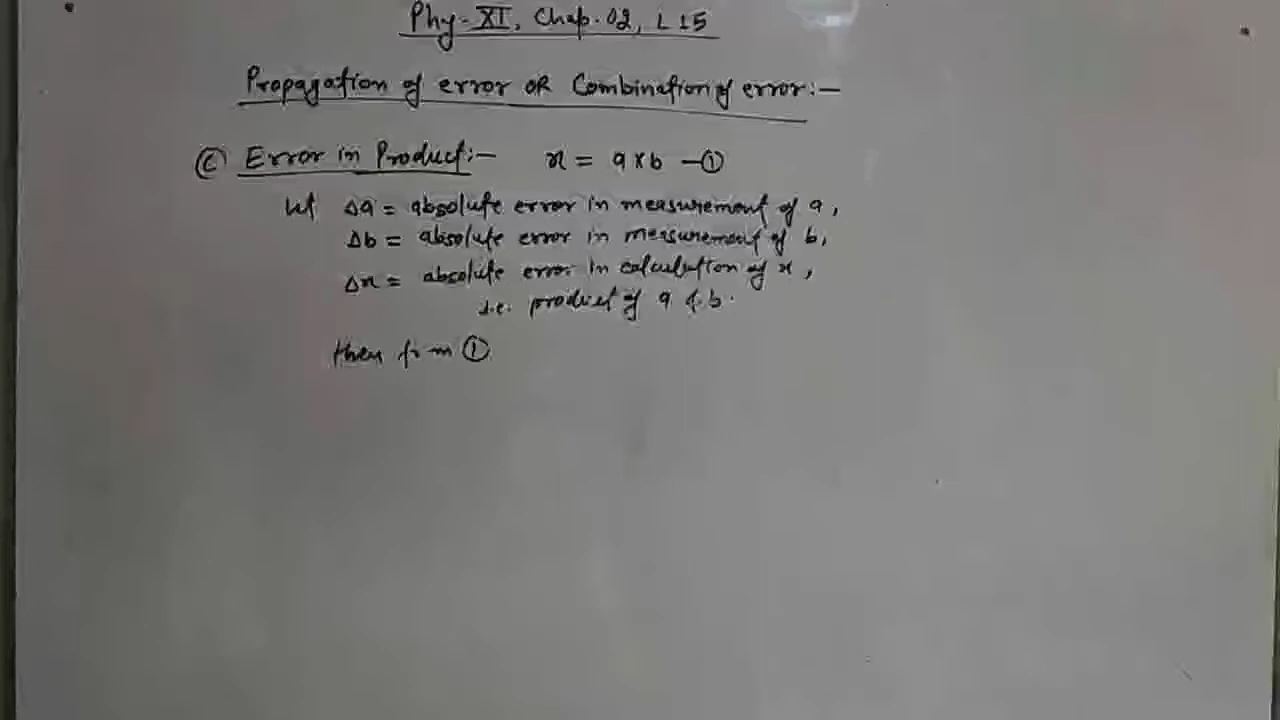 Phy-XI, Chap.02, L 15
Propagation of error OR Combination of error:-
(C) Error in Product:- x = a x b -①
Let Δa = absolute error in measurement of a,
Δb = absolute error in measurement of b,
Δx = absolute error in calculation of x,
i.e. product of a & b.
then from ①